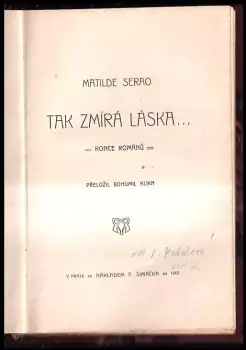 MATILDE SERAO
TAK ZMÍRÁ LÁSKA...
KONCE ROMÁNŮ
PŘELOŽIL BOHUMIL KLIKA
V PRAZE NÁKLADEM F. ŠIMÁČKA 1907